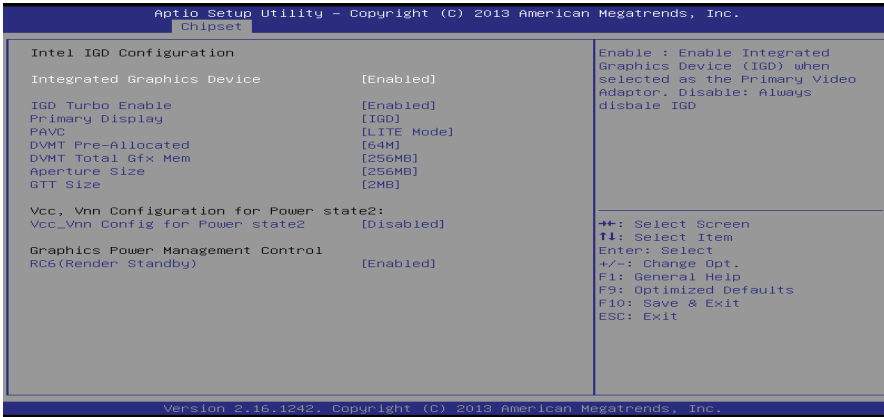 Aptio Setup Utility – Copyright (C) 2013 American Megatrends, Inc.
Chipset
Intel IGD Configuration
Integrated Graphics Device [Enabled]
IGD Turbo Enable [Enabled]
Primary Display [IGD]
PAVC [LITE Mode]
DVMT Pre-Allocated [64M]
DVMT Total Gfx Mem [256MB]
Aperture Size [256MB]
GTT Size [2MB]
Vcc, Vnn Configuration for Power state2:
Vcc_Vnn Config for Power state2 [Disabled]
Graphics Power Management Control
RC6(Render Standby) [Enabled]
Enable : Enable Integrated
Graphics Device (IGD) when
selected as the Primary Video
Adaptor. Disable: Always
disbale IGD
→←: Select Screen
↑↓: Select Item
Enter: Select
+/-: Change Opt.
F1: General Help
F9: Optimized Defaults
F10: Save & Exit
ESC: Exit
Version 2.16.1242. Copyright (C) 2013 American Megatrends, Inc.